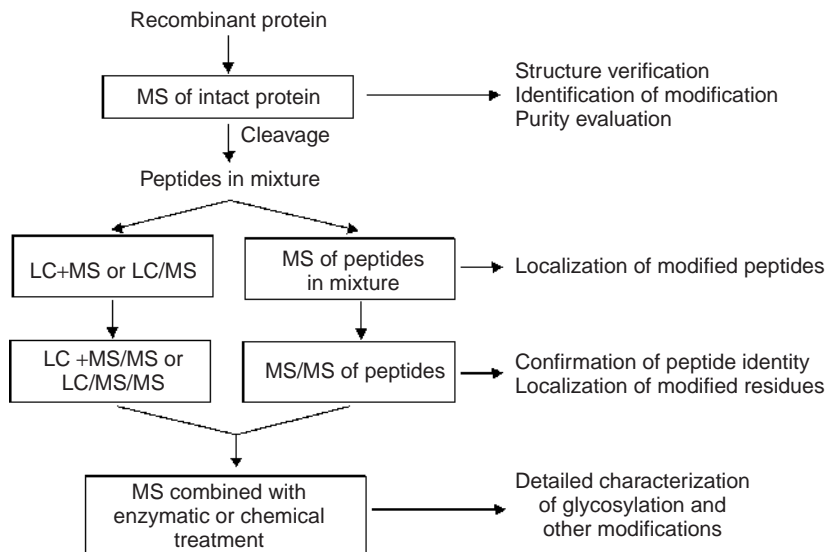 Recombinant protein
MS of intact protein
Structure verification
Identification of modification
Purity evaluation
Cleavage
Peptides in mixture
LC+MS or LC/MS
MS of peptides
in mixture
Localization of modified peptides
LC +MS/MS or
LC/MS/MS
MS/MS of peptides
Confirmation of peptide identity
Localization of modified residues
MS combined with
enzymatic or chemical
treatment
Detailed characterization
of glycosylation and
other modifications